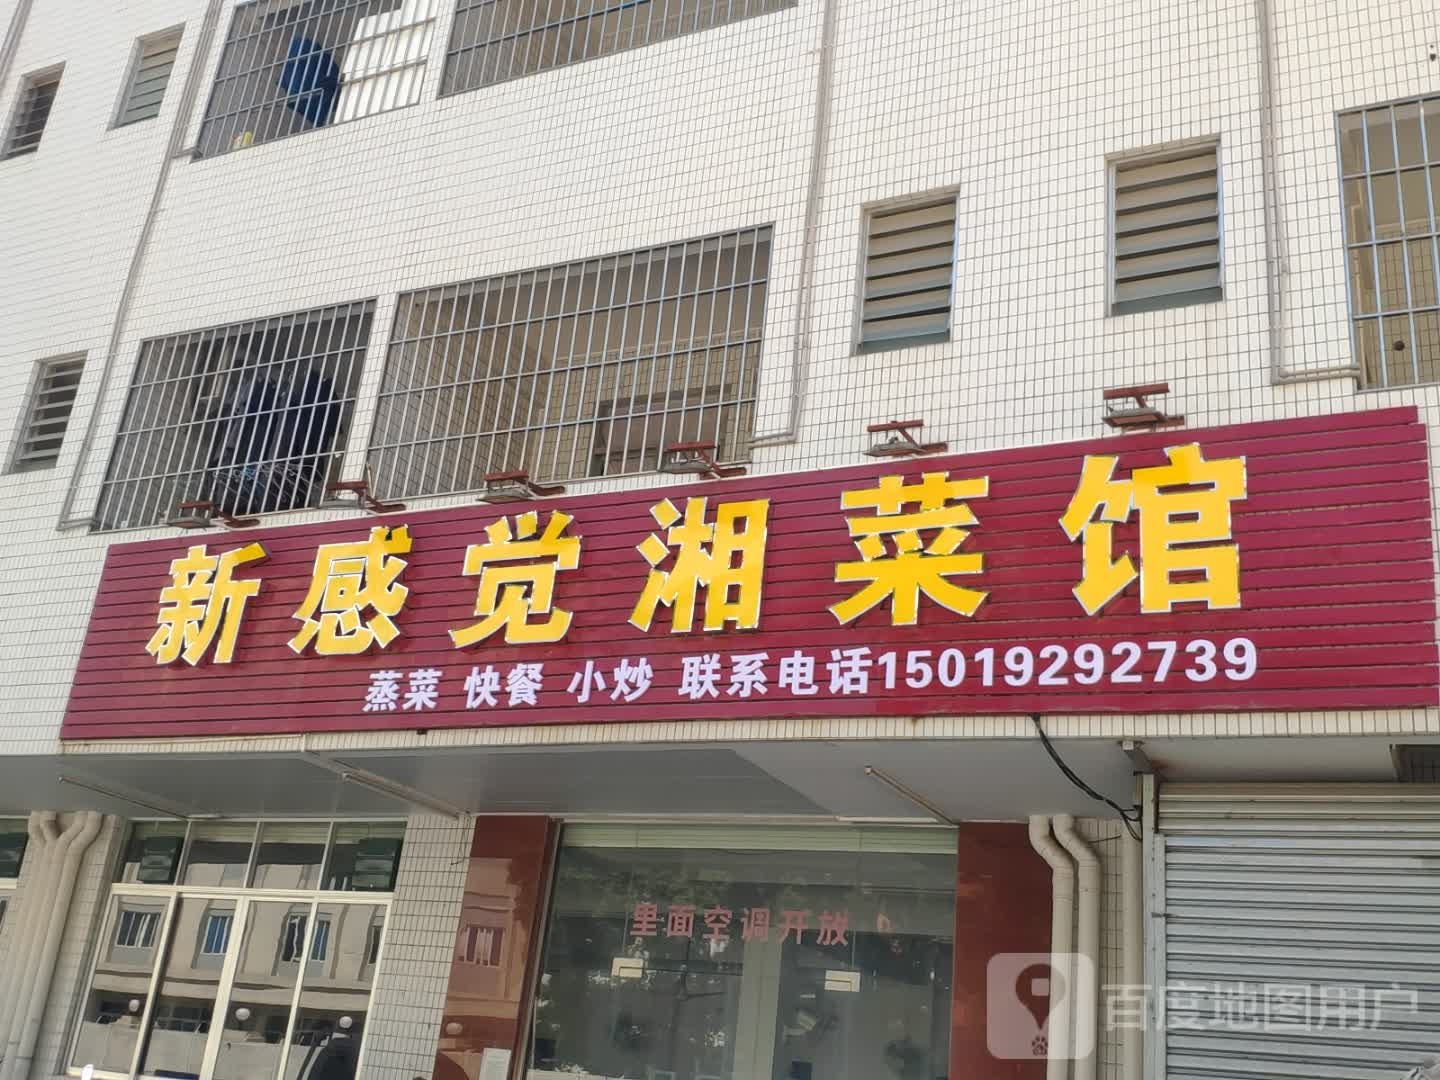 新感觉湘菜馆
蒸菜 快餐 小炒 联系电话15019292739
里面空调开放
百度地图用户